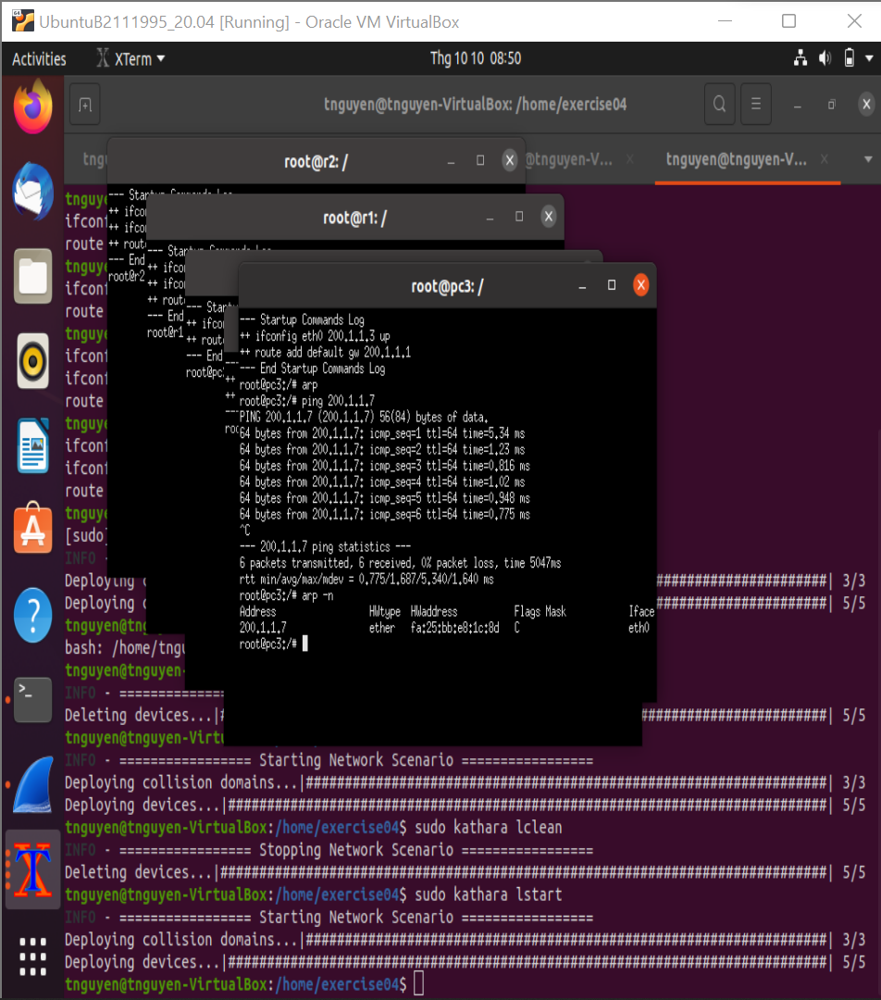 UbuntuB2111995_20.04 [Running] - Oracle VM VirtualBox
Activities XTerm Thg 10 10 08:50
tnguyen@tnguyen-VirtualBox: /home/exercise04
tngu @tnguyen-V... tnguyen@tnguyen-V...
root@r2: /
--- Star
++ ifco
++ ifco
++ rout
--- End
root@r2
root@r1: /
--- Startup Commands Log
++ ifco
++ ifco
++ rout
--- End
root@r1
--- Startu
++ ifco
++ rout
--- End
root@pc
root@pc3: /
--- Startup Commands Log
++ ifconfig eth0 200.1.1.3 up
++ route add default gw 200.1.1.1
--- End Startup Commands Log
root@pc3:/# arp
root@pc3:/# ping 200.1.1.7
PING 200.1.1.7 (200.1.1.7) 56(84) bytes of data.
64 bytes from 200.1.1.7: icmp_seq=1 ttl=64 time=5.34 ms
64 bytes from 200.1.1.7: icmp_seq=2 ttl=64 time=1.23 ms
64 bytes from 200.1.1.7: icmp_seq=3 ttl=64 time=0.816 ms
64 bytes from 200.1.1.7: icmp_seq=4 ttl=64 time=1.02 ms
64 bytes from 200.1.1.7: icmp_seq=5 ttl=64 time=0.948 ms
64 bytes from 200.1.1.7: icmp_seq=6 ttl=64 time=0.775 ms
^C
--- 200.1.1.7 ping statistics ---
6 packets transmitted, 6 received, 0% packet loss, time 5047ms
rtt min/avg/max/mdev = 0.775/1.687/5.340/1.640 ms
root@pc3:/# arp -n
Address HWtype HWaddress Flags Mask Iface
200.1.1.7 ether fa:25:bb:e8:1c:8d C eth0
root@pc3:/#
tnguye
ifconf
route
tnguye
ifconf
route
tnguye
ifconf
ifconf
route
tnguye
ifconf
ifconf
route
tnguye
[sudo]
INFO -
Deploying c #######################| 3/3
Deploying #######################| 5/5
tnguyen@tn
bash: /home/tngu
tnguyen@tnguyen-
INFO - ==============
Deleting devices...|# ########################| 5/5
tnguyen@tnguyen-Virtu
INFO - ================= Starting Network Scenario =================
Deploying collision domains...|###################################################################| 3/3
Deploying devices...|#############################################################################| 5/5
tnguyen@tnguyen-VirtualBox:/home/exercise04$ sudo kathara lclean
INFO - ================= Stopping Network Scenario =================
Deleting devices...|##############################################################################| 5/5
tnguyen@tnguyen-VirtualBox:/home/exercise04$ sudo kathara lstart
INFO - ================= Starting Network Scenario =================
Deploying collision domains...|###################################################################| 3/3
Deploying devices...|#############################################################################| 5/5
tnguyen@tnguyen-VirtualBox:/home/exercise04$